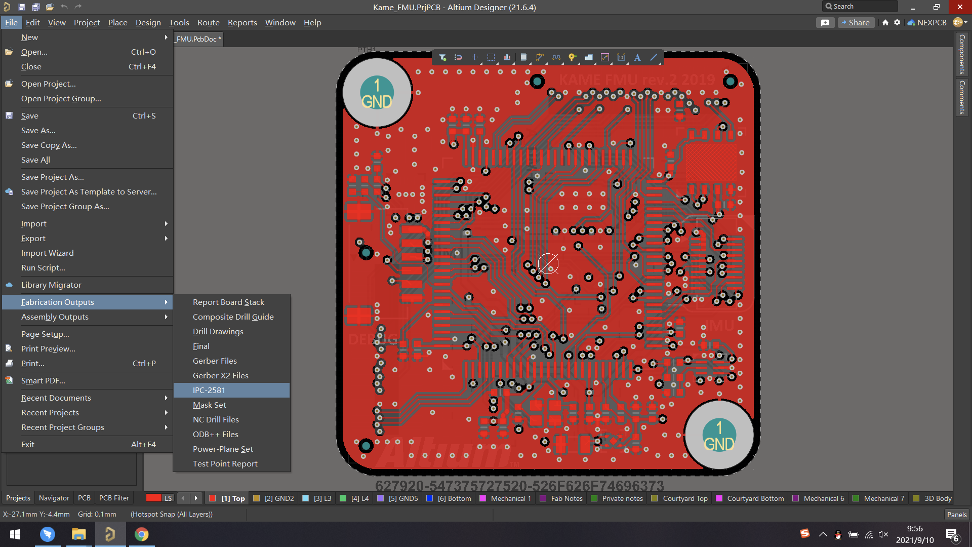 Kame_FMU.PrjPCB * - Altium Designer (21.6.4)
Search
File Edit View Project Place Design Tools Route Reports Window Help
Share
NEXPCB
_FMU.PcbDoc *
New
Open... Ctrl+O
Close Ctrl+F4
Open Project...
Open Project Group...
Save Ctrl+S
Save As...
Save Copy As...
Save All
Save Project As...
Save Project As Template to Server...
Save Project Group As...
Import
Export
Import Wizard
Run Script...
Library Migrator
Fabrication Outputs
Assembly Outputs
Page Setup...
Print Preview...
Print... Ctrl+P
Smart PDF...
Recent Documents
Recent Projects
Recent Project Groups
Exit Alt+F4
Report Board Stack
Composite Drill Guide
Drill Drawings
Final
Gerber Files
Gerber X2 Files
IPC-2581
Mask Set
NC Drill Files
ODB++ Files
Power-Plane Set
Test Point Report
KAME FMU rev.2 2019
1
GND
DEBUG
IMU
1
GND
Altium
627920-54737572752-526F626F74696373
Components
Comments
Projects Navigator PCB PCB Filter
LS
[1] Top [2] GND2 [3] L3 [4] L4 [5] GND5 [6] Bottom Mechanical 1 Fab Notes Private notes Courtyard Top Courtyard Bottom Mechanical 6 Mechanical 7 3D Body
X:-27.1mm Y:-4.4mm Grid: 0.1mm (Hotspot Snap (All Layers))
Panels
9:56
2021/9/10
6